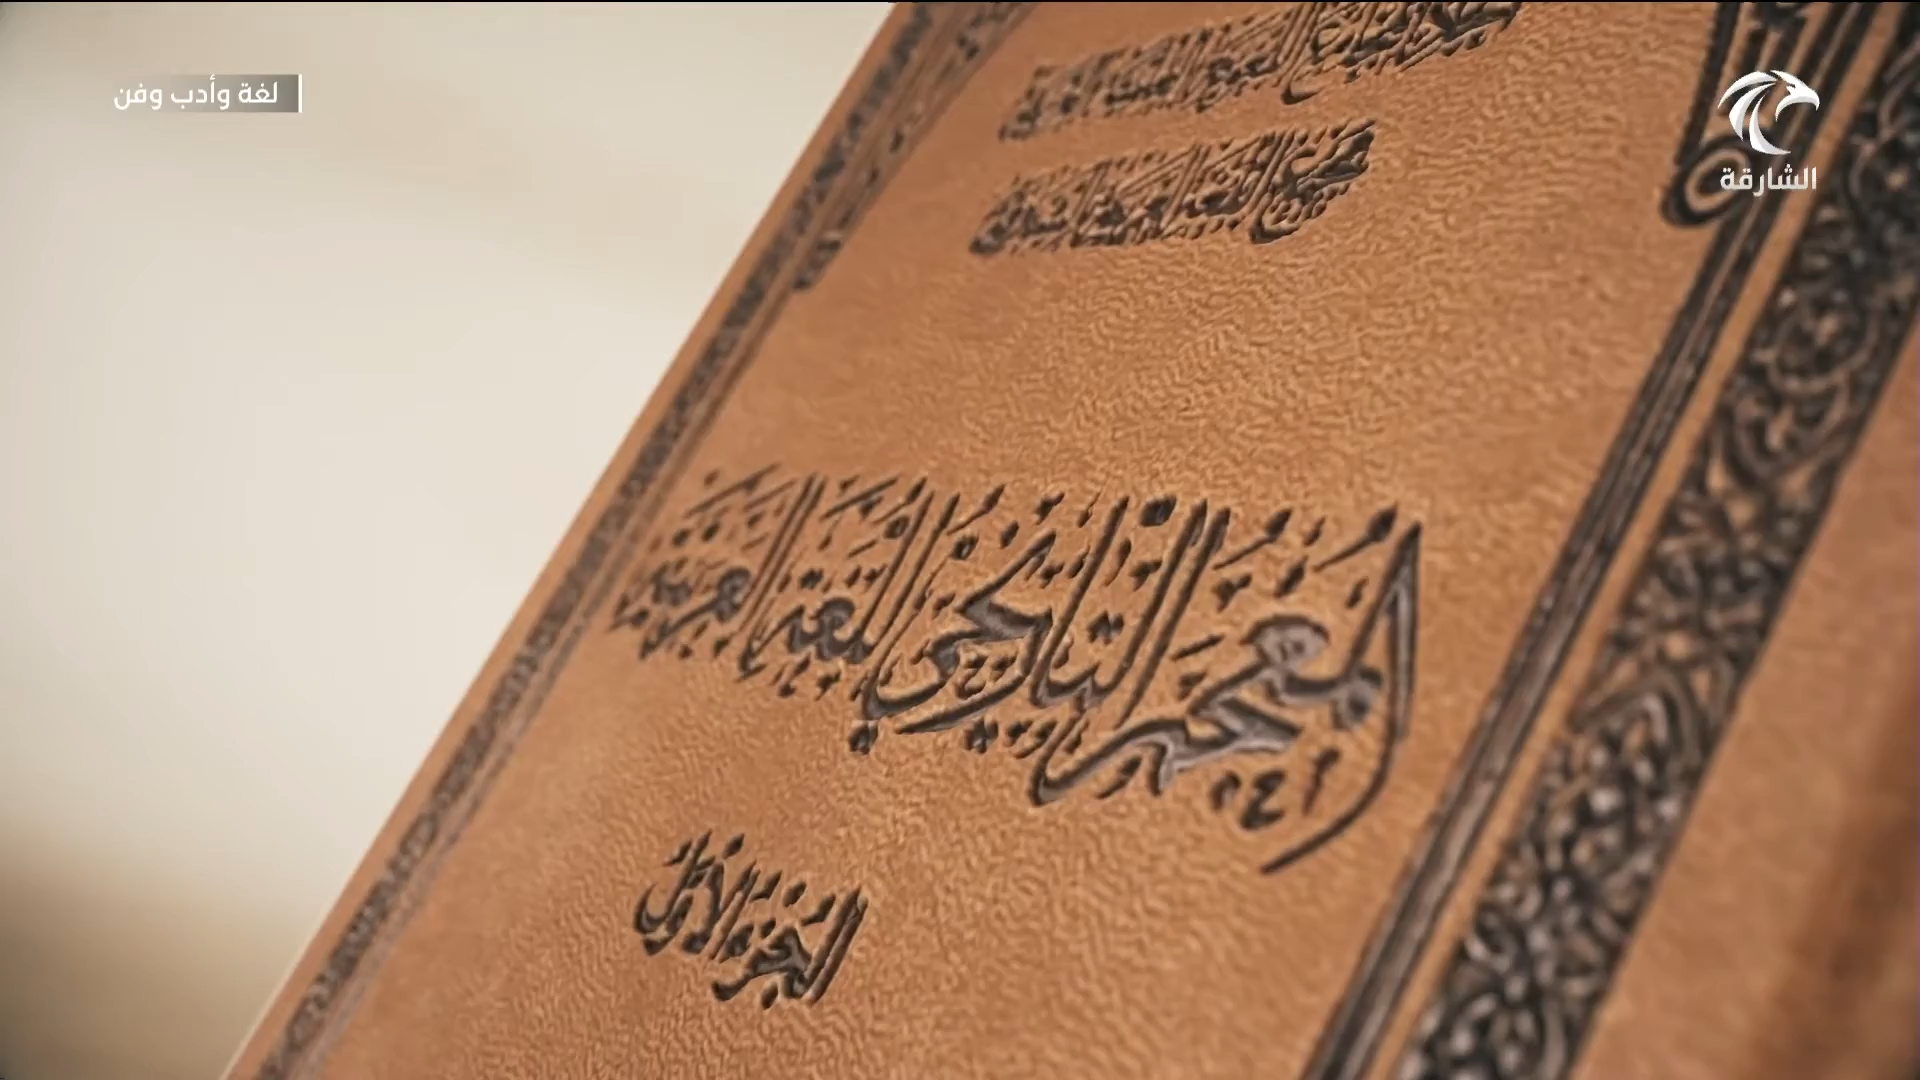 لغة وأدب وفن
الشارقة
مجمع اللغة العربية بالشارقة
المعجم التاريخي للغة العربية
الجزء الأول